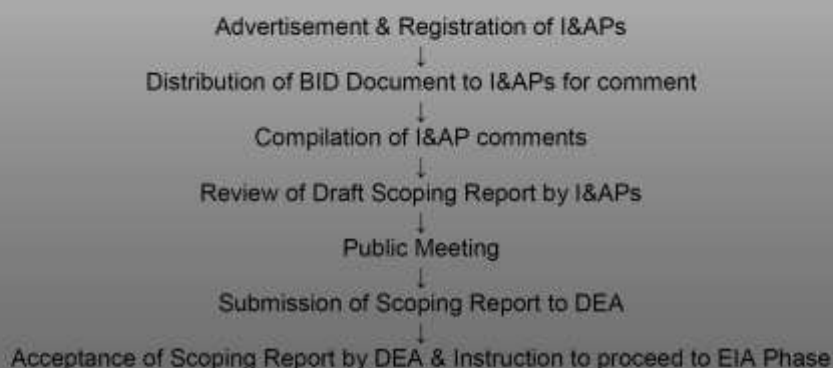 Advertisement & Registration of I&APs
↓
Distribution of BID Document to I&APs for comment
↓
Compilation of I&AP comments
↓
Review of Draft Scoping Report by I&APs
↓
Public Meeting
↓
Submission of Scoping Report to DEA
↓
Acceptance of Scoping Report by DEA & Instruction to proceed to EIA Phase